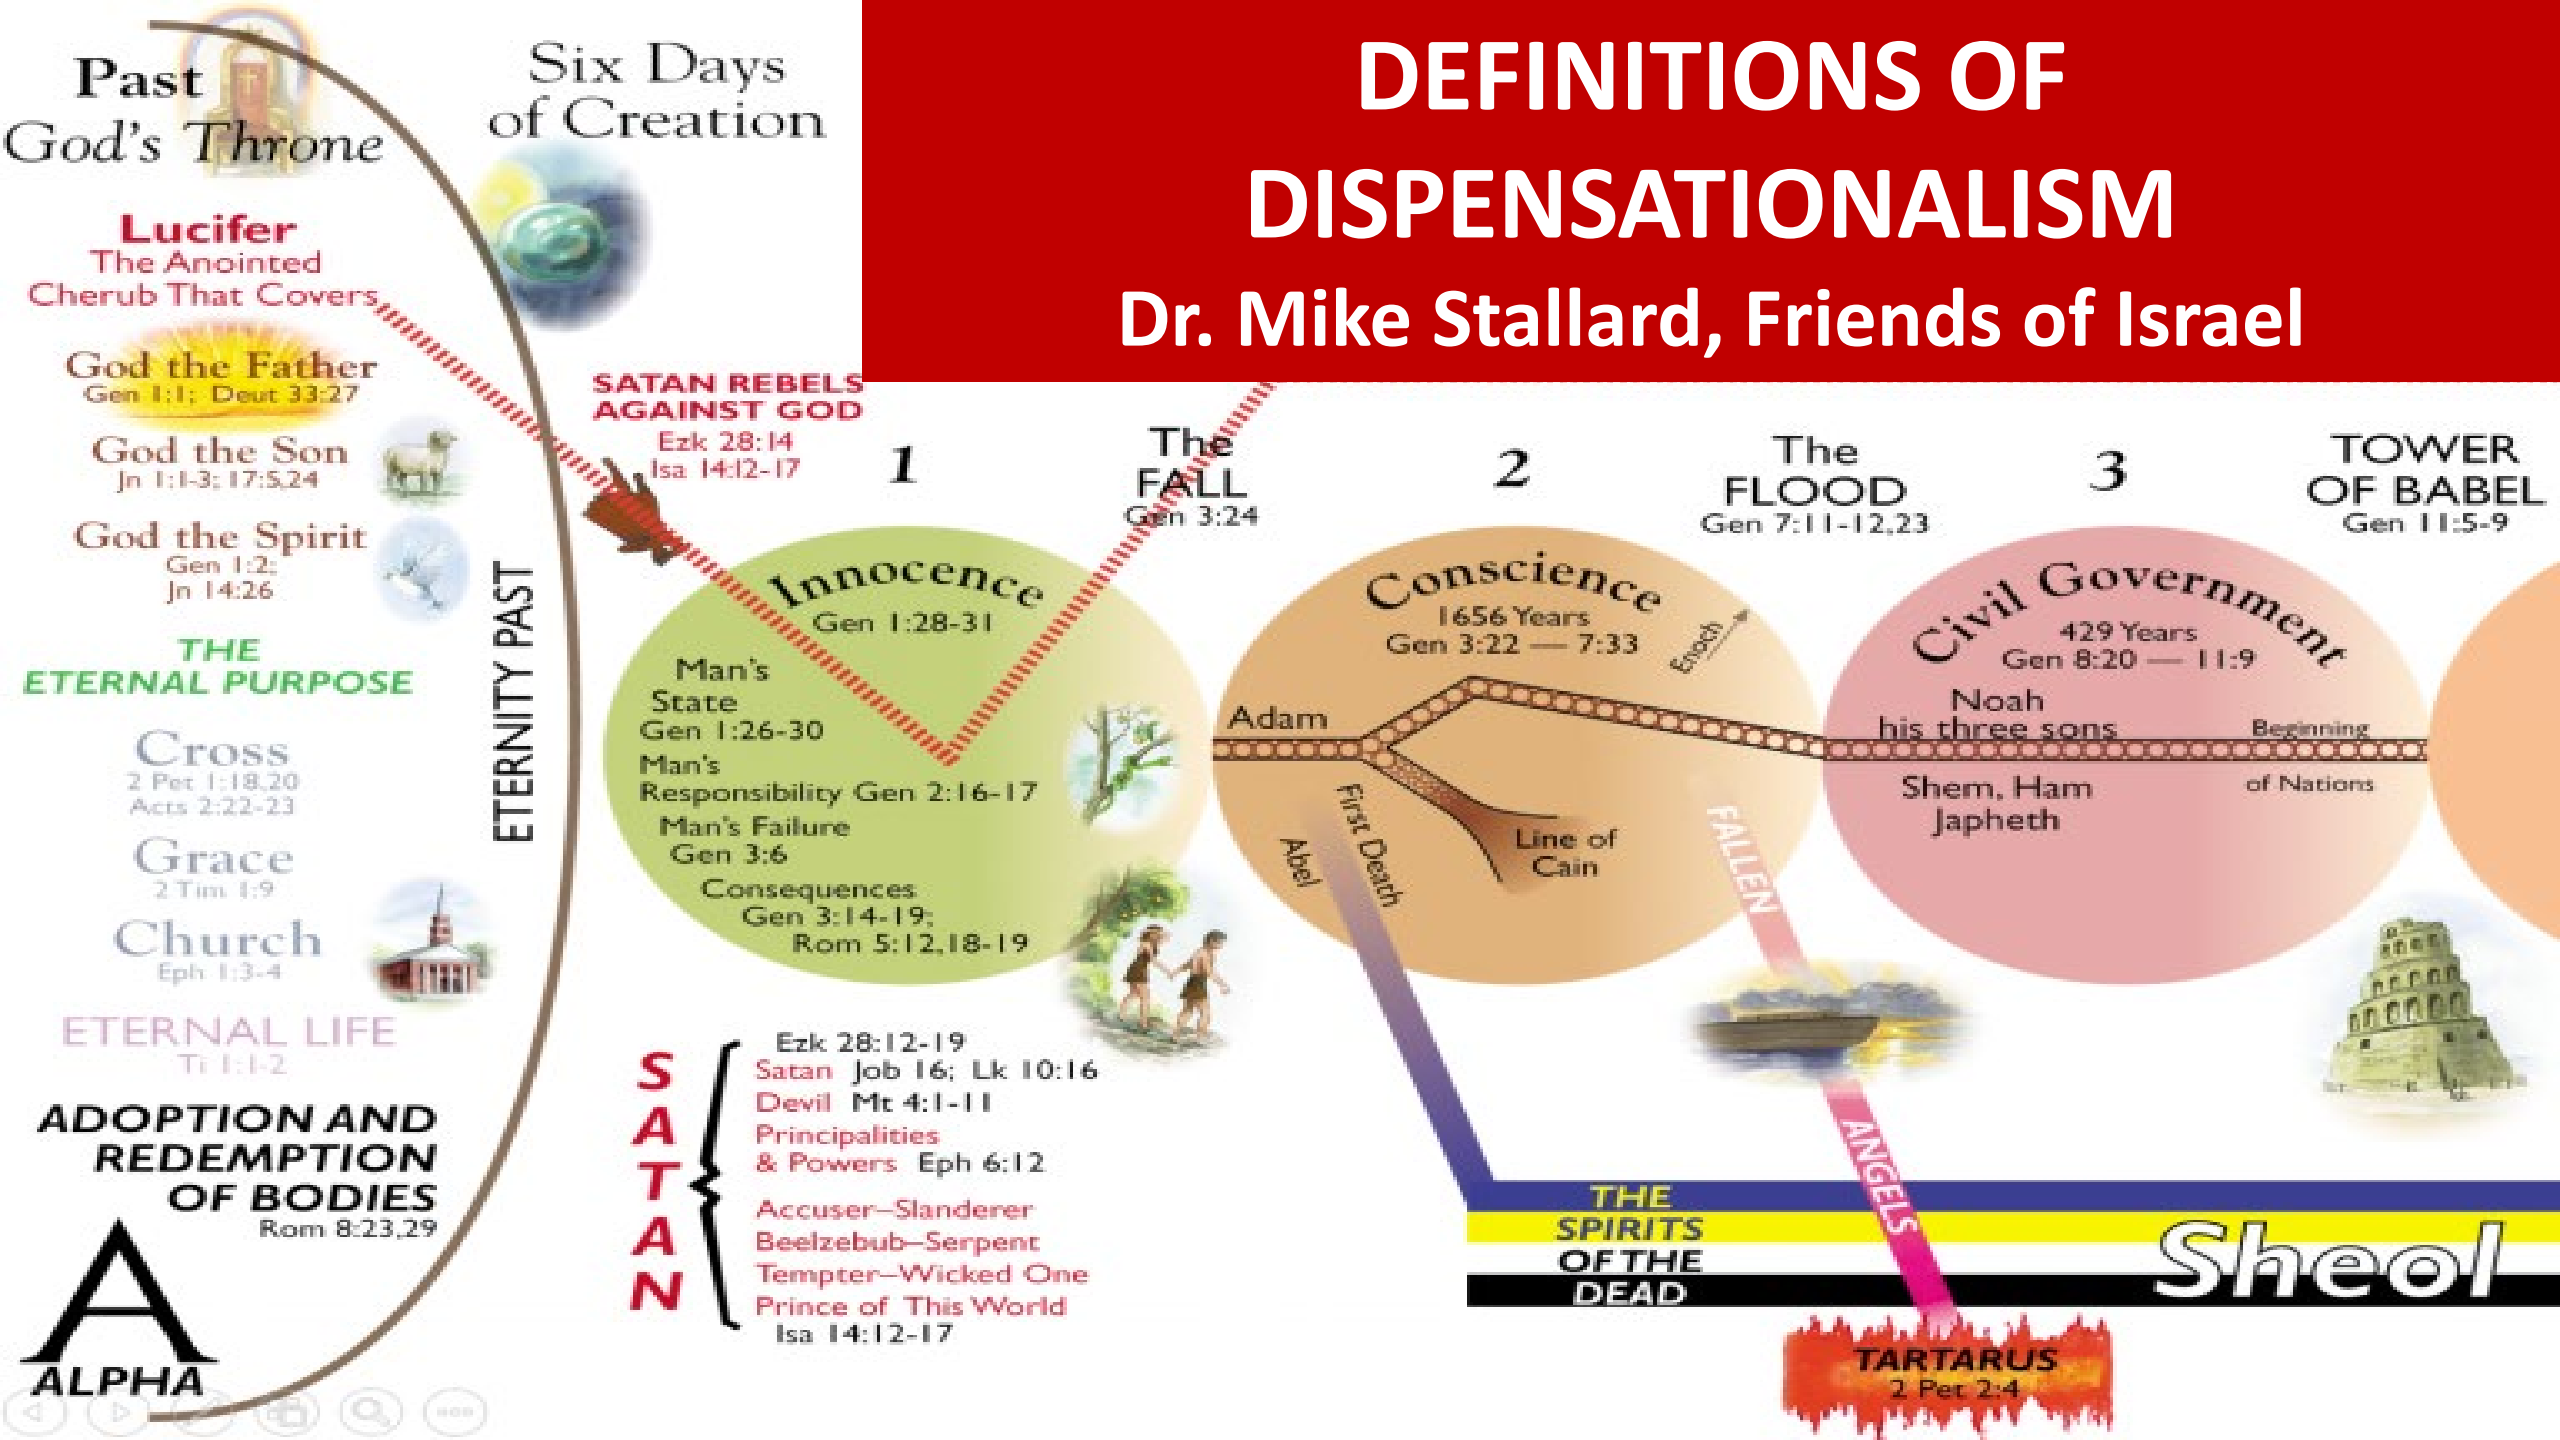 DEFINITIONS OF
DISPENSATIONALISM
Dr. Mike Stallard, Friends of Israel
Past
God's Throne
Six Days
of Creation
Lucifer
The Anointed
Cherub That Covers
God the Father
Gen 1:1; Deut 33:27
God the Son
Jn 1:1-3; 17:5,24
God the Spirit
Gen 1:2;
Jn 14:26
THE
ETERNAL PURPOSE
Cross
2 Pet 1:18,20
Acts 2:22-23
Grace
2 Tim 1:9
Church
Eph 1:3-4
ETERNAL LIFE
Ti 1:1-2
ADOPTION AND
REDEMPTION
OF BODIES
Rom 8:23,29
A
ALPHA
ETERNITY PAST
SATAN REBELS
AGAINST GOD
Ezk 28:14
Isa 14:12-17
1
Innocence
Gen 1:28-31
Man's
State
Gen 1:26-30
Man's
Responsibility Gen 2:16-17
Man's Failure
Gen 3:6
Consequences
Gen 3:14-19;
Rom 5:12,18-19
The
FALL
Gen 3:24
2
Conscience
1656 Years
Gen 3:22 — 7:33
Enoch
Adam
First Death
Abel
Line of
Cain
The
FLOOD
Gen 7:11-12,23
3
Civil Government
429 Years
Gen 8:20 — 11:9
Noah
his three sons
Beginning
of Nations
Shem, Ham
Japheth
TOWER
OF BABEL
Gen 11:5-9
SATAN
Ezk 28:12-19
Satan Job 16; Lk 10:16
Devil Mt 4:1-11
Principalities
& Powers Eph 6:12
Accuser–Slanderer
Beelzebub–Serpent
Tempter–Wicked One
Prince of This World
Isa 14:12-17
FALLEN
ANGELS
THE
SPIRITS
OF THE
DEAD
Sheol
TARTARUS
2 Pet 2:4